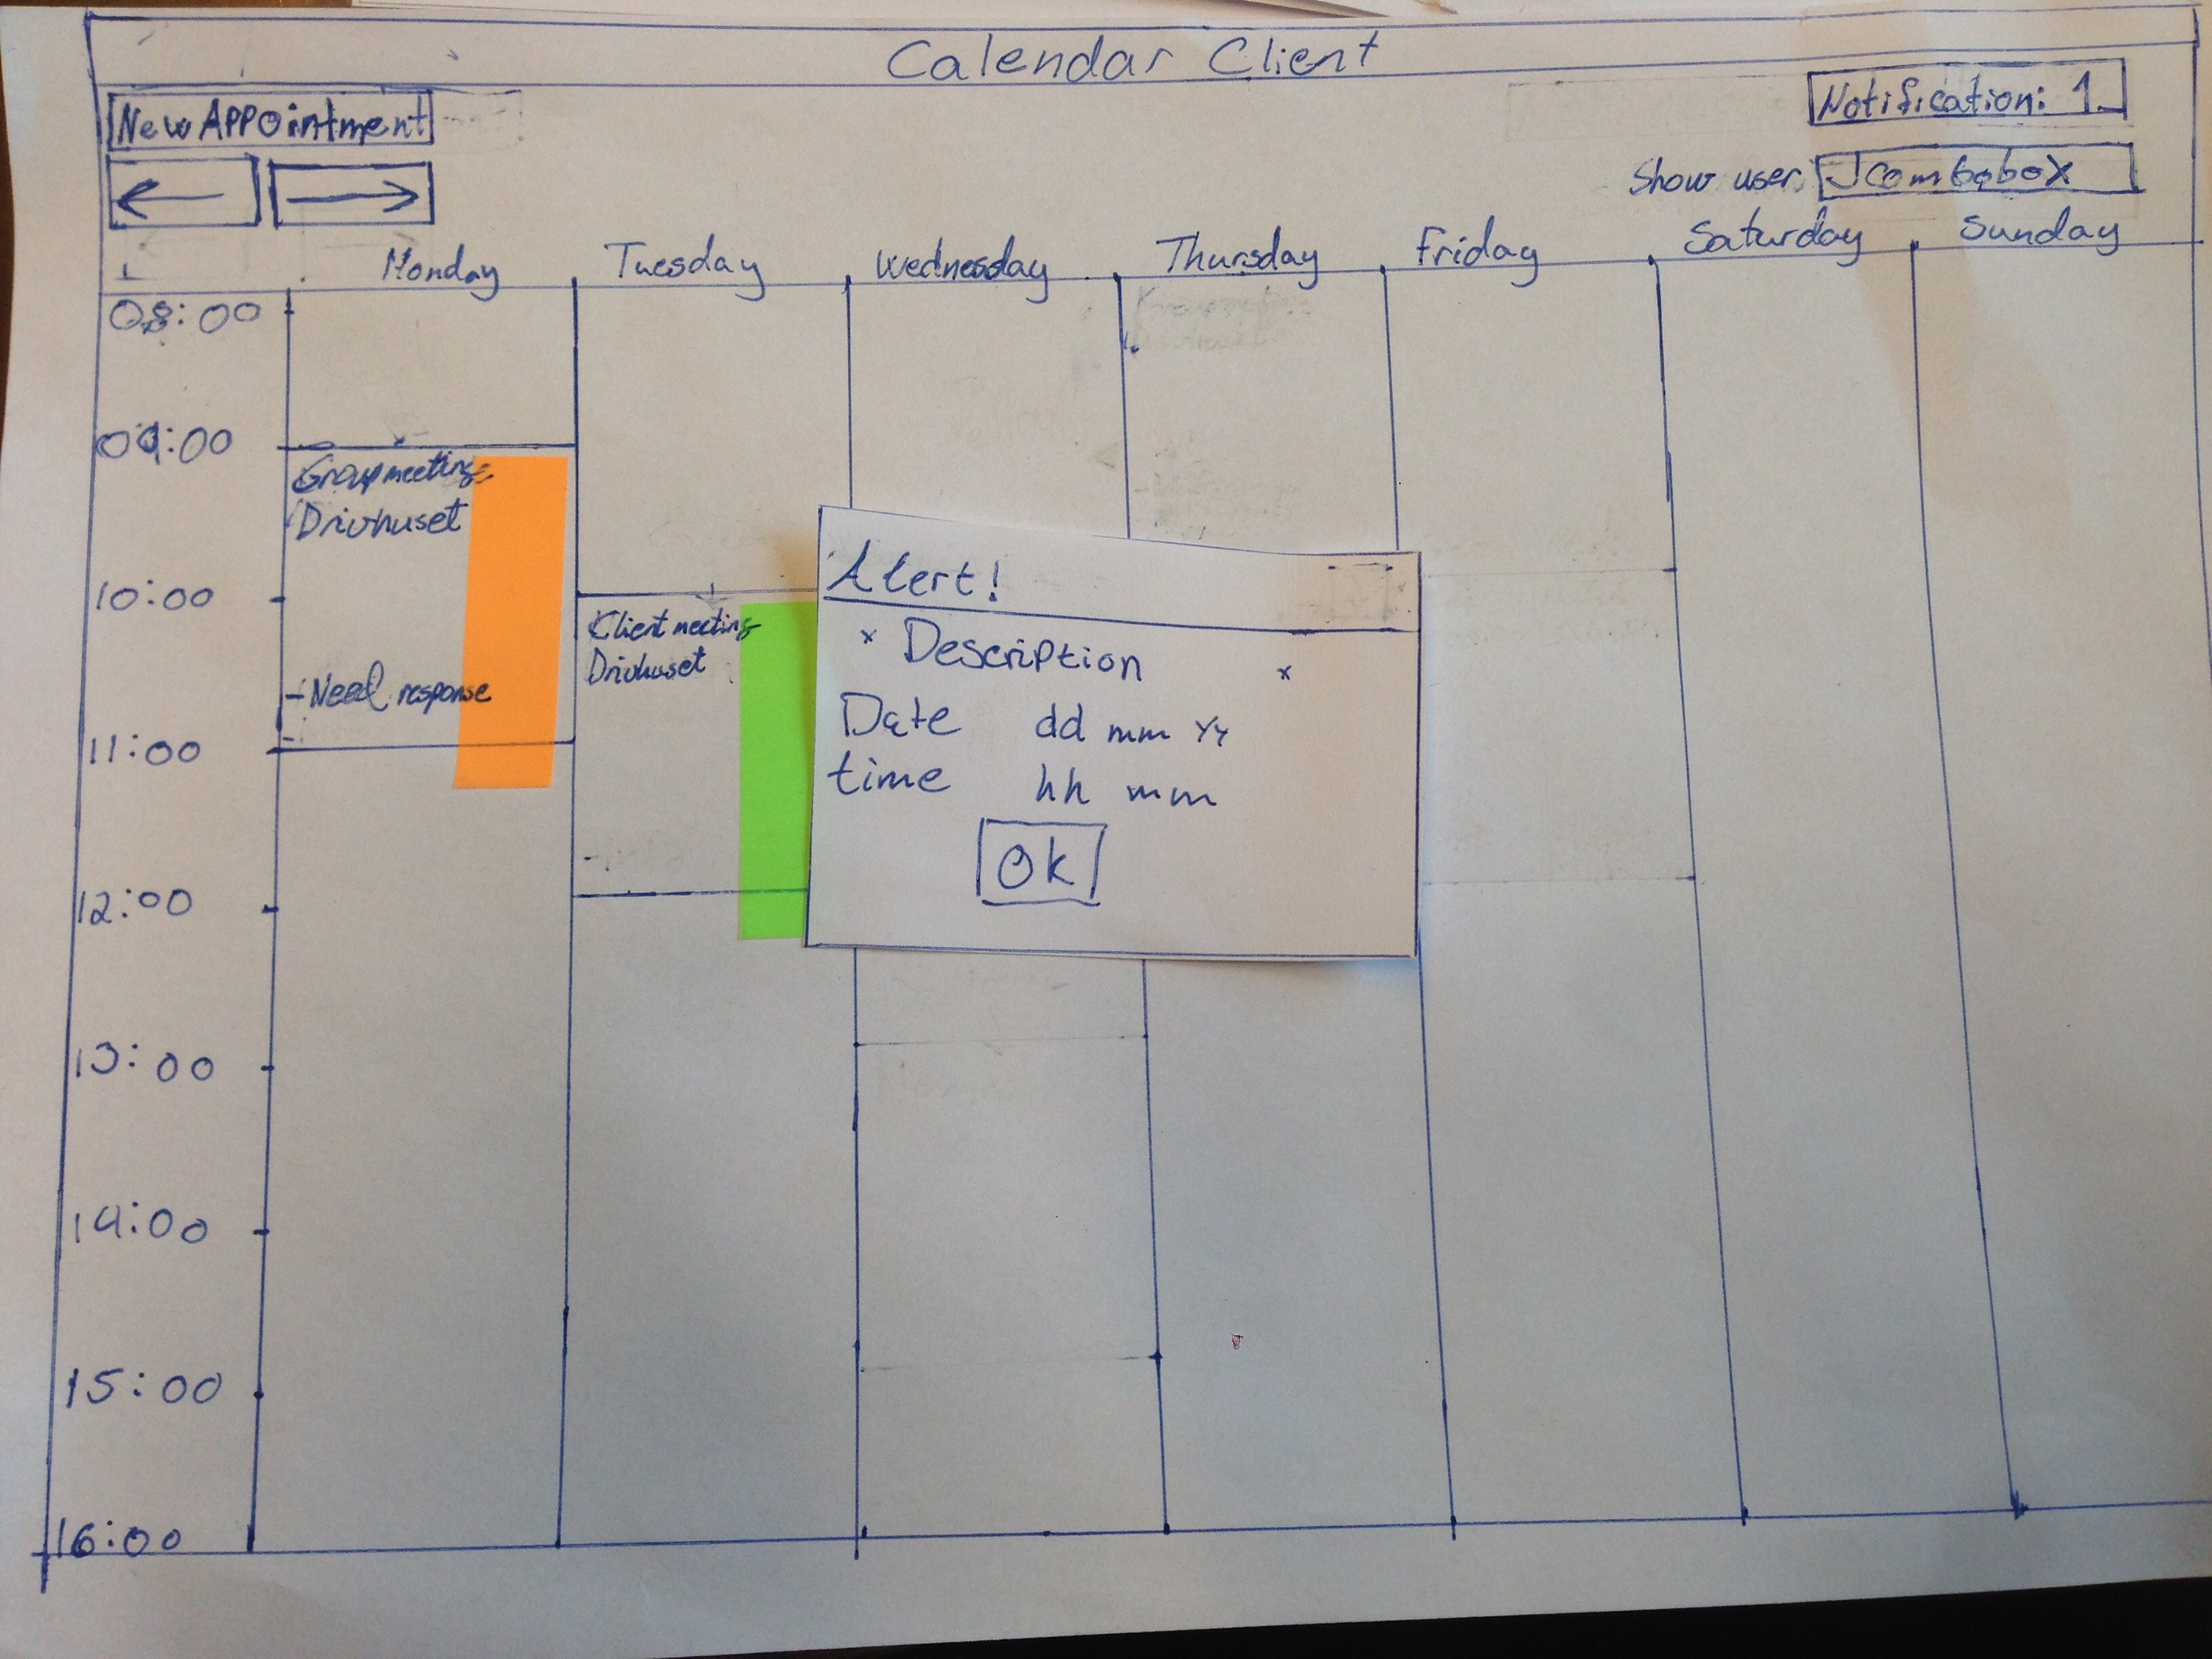 Calendar Client
New Appointment
Notification: 1
Show user: Jcombobox
Monday Tuesday Wednesday Thursday Friday Saturday Sunday
08:00
09:00
Group meeting
Drivhuset
10:00
- Need response
11:00
Client meeting
Drivhuset
12:00
13:00
14:00
15:00
16:00
Alert!
x Description x
Date dd mm yy
time hh mm
Ok